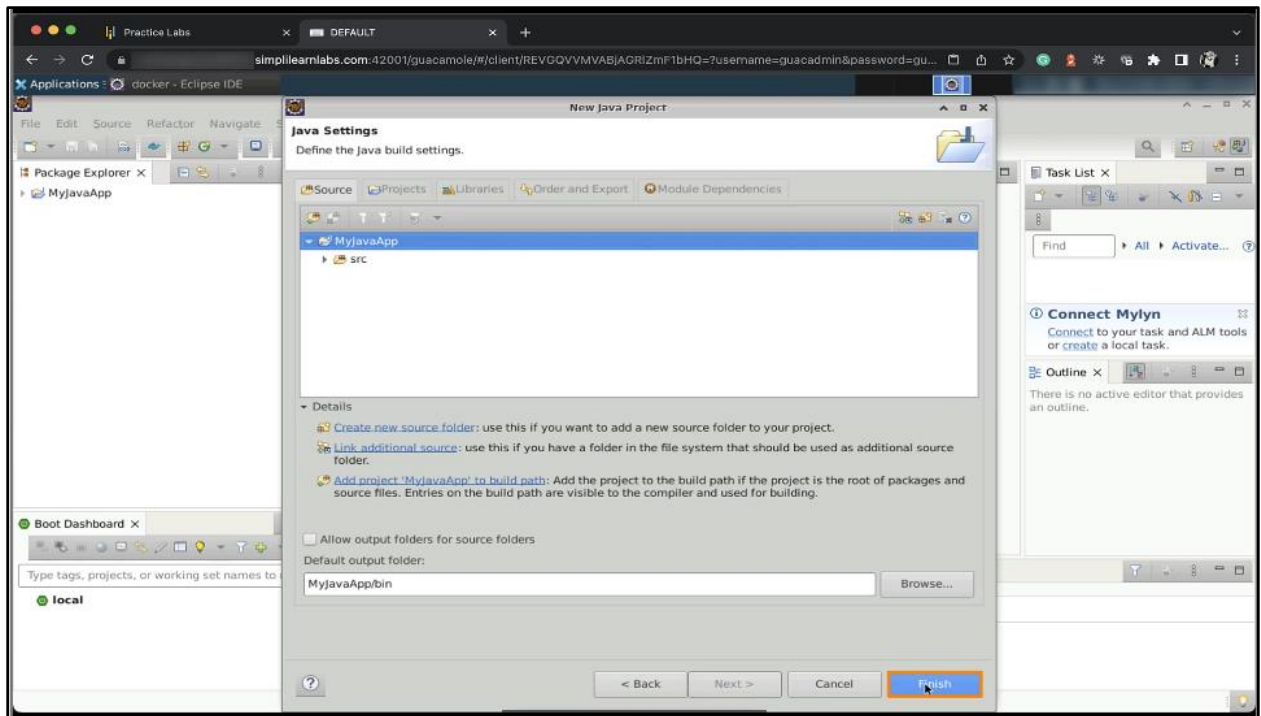 Practice Labs
DEFAULT
simplilearnlabs.com:42001/guacamole/#/client/REVGQVVMVABjAGRlZmF1bHQ=?username=guacadmin&password=gu...
Applications
docker - Eclipse IDE
New Java Project
File Edit Source Refactor Navigate
Java Settings
Define the Java build settings.
Package Explorer
MyJavaApp
Source Projects Libraries Order and Export Module Dependencies
MyJavaApp
src
Task List
Find All Activate...
Connect Mylyn
Connect to your task and ALM tools
or create a local task.
Outline
There is no active editor that provides
an outline.
Details
Create new source folder: use this if you want to add a new source folder to your project.
Link additional source: use this if you have a folder in the file system that should be used as additional source
folder.
Add project 'MyJavaApp' to build path: Add the project to the build path if the project is the root of packages and
source files. Entries on the build path are visible to the compiler and used for building.
Boot Dashboard
Type tags, projects, or working set names to
local
Allow output folders for source folders
Default output folder:
MyJavaApp/bin
Browse...
< Back Next > Cancel Finish